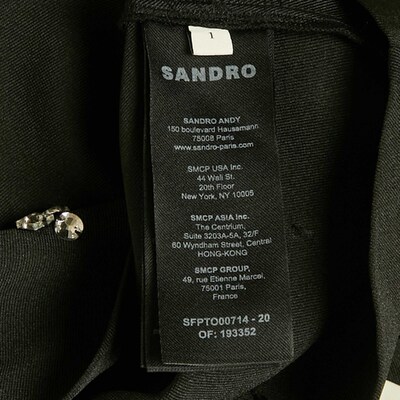 1
SANDRO
SANDRO ANDY
150 boulevard Haussmann
75008 Paris
www.sandro-paris.com
SMCP USA Inc.
44 Wall St.
20th Floor
New York, NY 10005
SMCP ASIA Inc.
The Centrium,
Suite 3203A-5A, 32/F
60 Wyndham Street, Central
HONG-KONG
SMCP GROUP,
49, rue Etienne Marcel,
75001 Paris,
France
SFPTO00714 - 20
OF: 193352